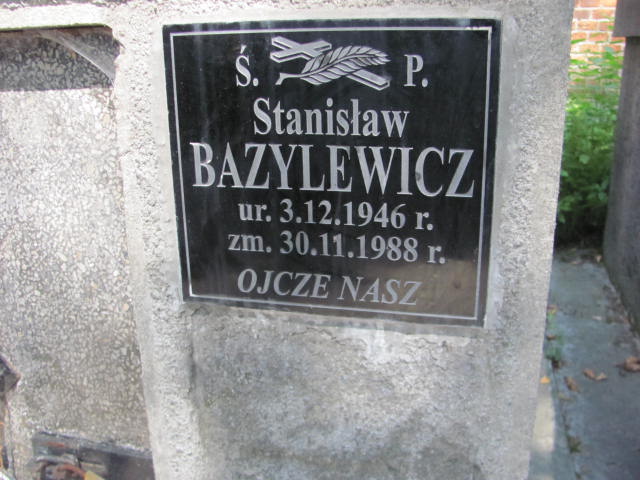 Ś. P.
Stanisław
BAZYLEWICZ
ur. 3.12.1946 r.
zm. 30.11.1988 r.
OJCZE NASZ